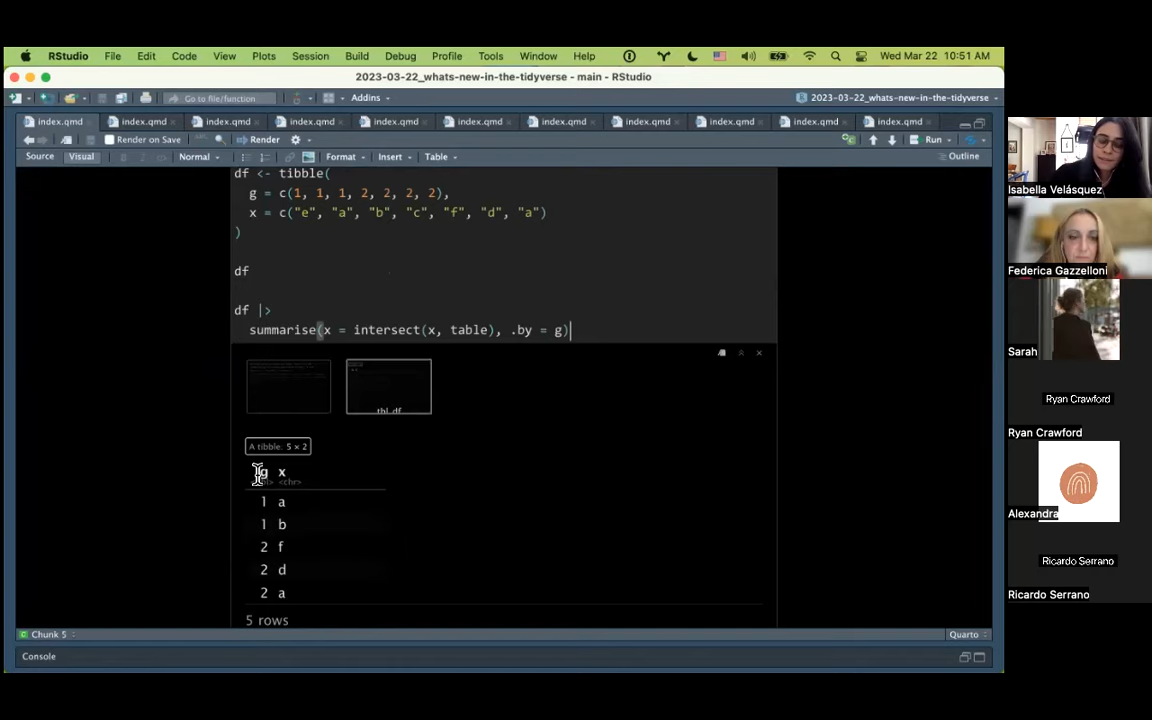 RStudio File Edit Code View Plots Session Build Debug Profile Tools Window Help Wed Mar 22 10:51 AM
2023-03-22_whats-new-in-the-tidyverse - main - RStudio
Go to file/function Addins 2023-03-22_whats-new-in-the-tidyverse
index.qmd index.qmd index.qmd index.qmd index.qmd index.qmd index.qmd index.qmd index.qmd index.qmd index.qmd
Render on Save Render Run
Source Visual Normal Format Insert Table Outline
df <- tibble(
g = c(1, 1, 1, 2, 2, 2, 2),
x = c("e", "a", "b", "c", "f", "d", "a")
)
df
df |>
summarise(x = intersect(x, table), .by = g)
tbl_df
A tibble: 5 × 2
g x
<chr>
1 a
1 b
2 f
2 d
2 a
5 rows
Chunk 5 Quarto
Console
Isabella Velásquez
Federica Gazzelloni
Sarah
Ryan Crawford
Ryan Crawford
Alexandra
Ricardo Serrano
Ricardo Serrano